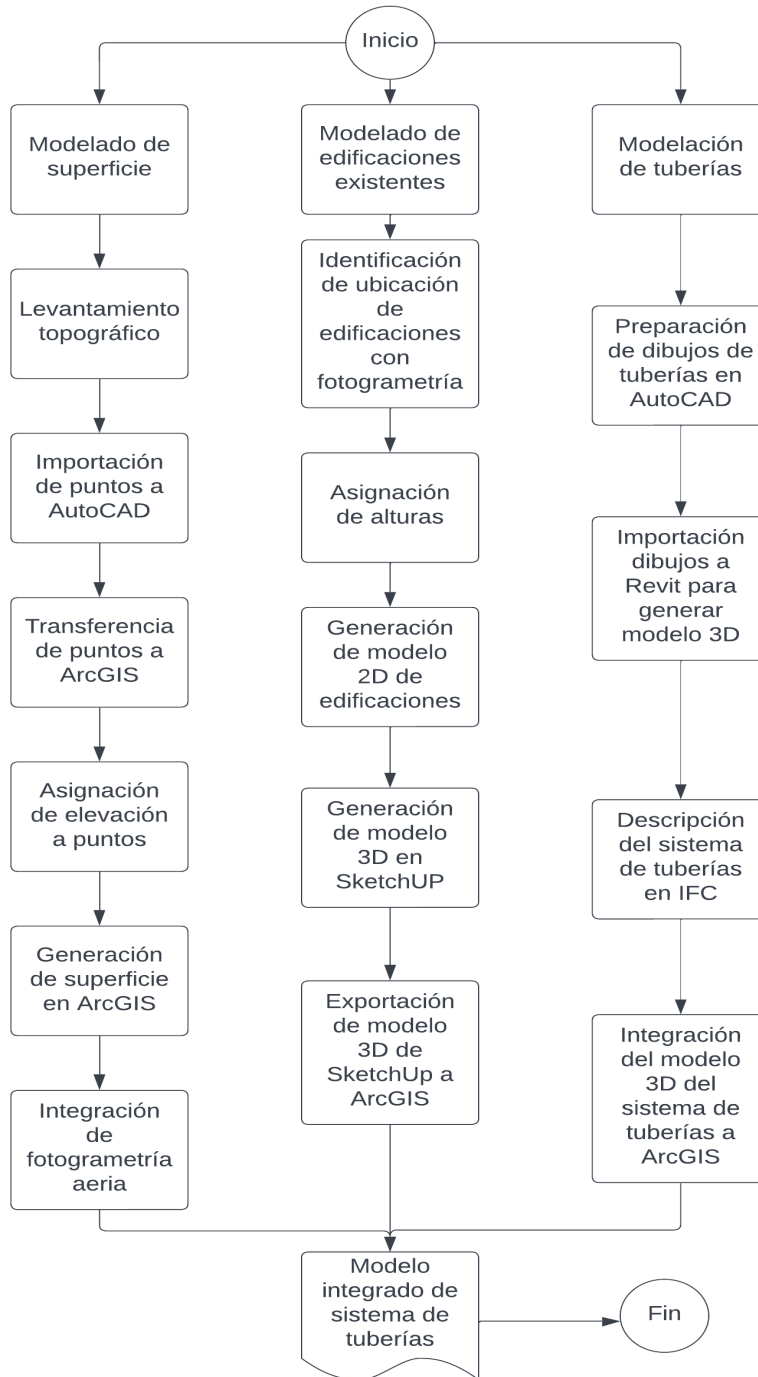 Inicio
Modelado de
superficie
Levantamiento
topográfico
Importación
de puntos a
AutoCAD
Transferencia
de puntos a
ArcGIS
Asignación
de elevación
a puntos
Generación
de superficie
en ArcGIS
Integración
de
fotogrametría
aeria
Modelado de
edificaciones
existentes
Identificación
de ubicación
de
edificaciones
con
fotogrametría
Asignación
de alturas
Generación
de modelo
2D de
edificaciones
Generación
de modelo
3D en
SketchUP
Exportación
de modelo
3D de
SketchUp a
ArcGIS
Modelación
de tuberías
Preparación
de dibujos de
tuberías en
AutoCAD
Importación
dibujos a
Revit para
generar
modelo 3D
Descripción
del sistema
de tuberías
en IFC
Integración
del modelo
3D del
sistema de
tuberías a
ArcGIS
Modelo
integrado de
sistema de
tuberías
Fin